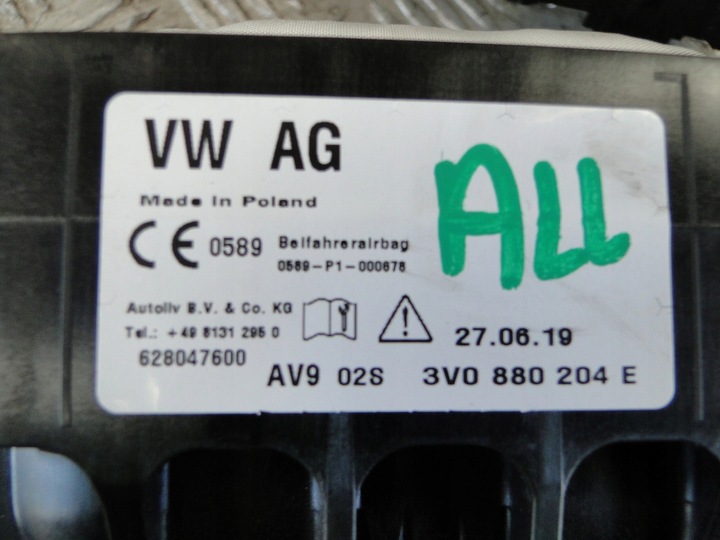 VW AG
ALL
Made in Poland
CE 0589 Beifahrerairbag
0589-P1-000678
Autoliv B.V. & Co. KG
Tel.: +49 8131 295 0
27.06.19
628047600
AV9 02S 3V0 880 204 E